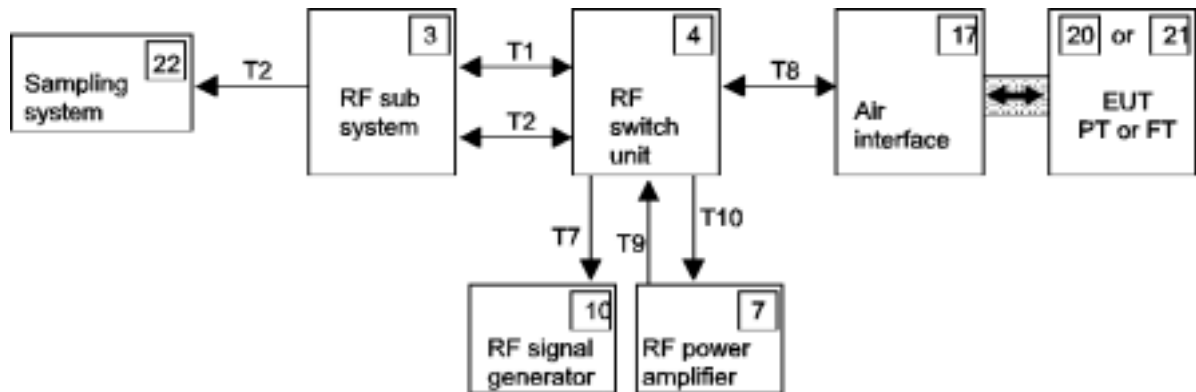 22
Sampling
system
T2
3
RF sub
system
T1
T2
4
RF
switch
unit
T8
17
Air
interface
20 or 21
EUT
PT or FT
T7
T9
T10
10
RF signal
generator
7
RF power
amplifier